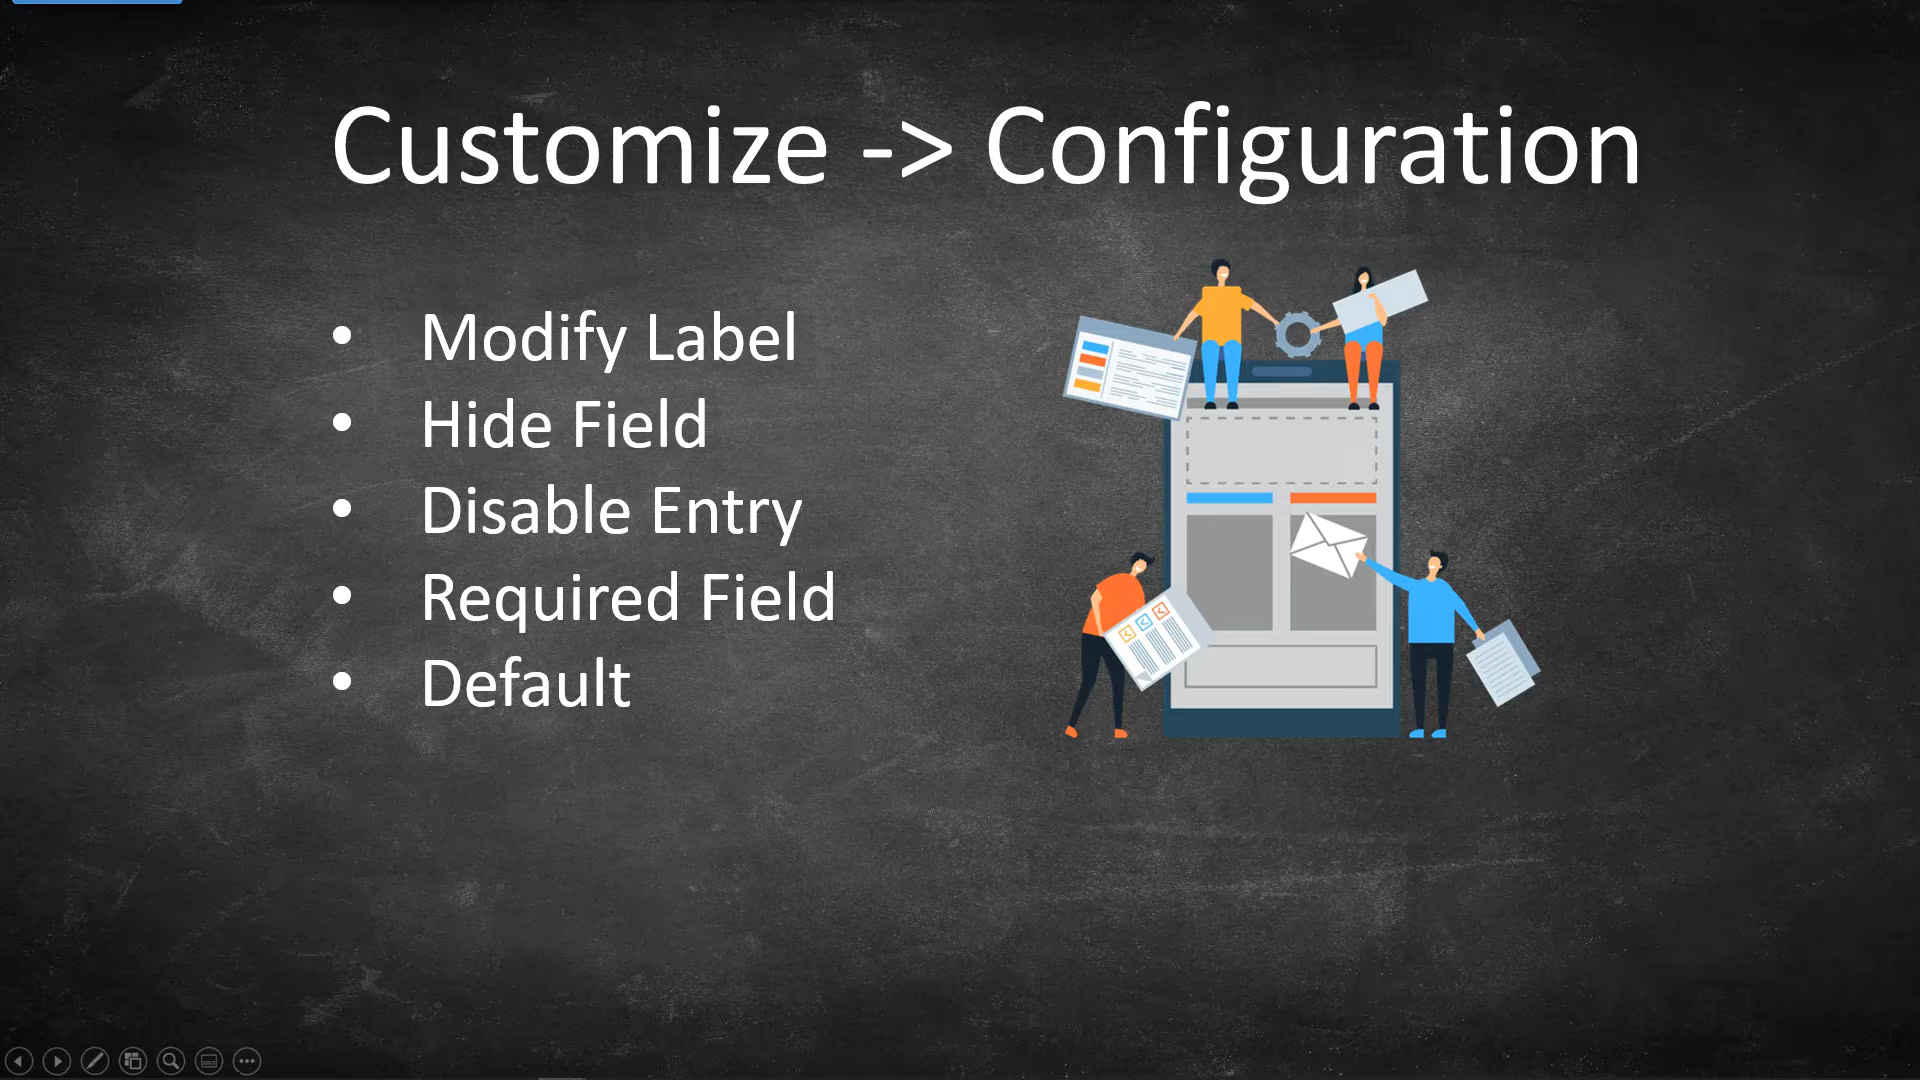 Customize -> Configuration
• Modify Label
• Hide Field
• Disable Entry
• Required Field
• Default